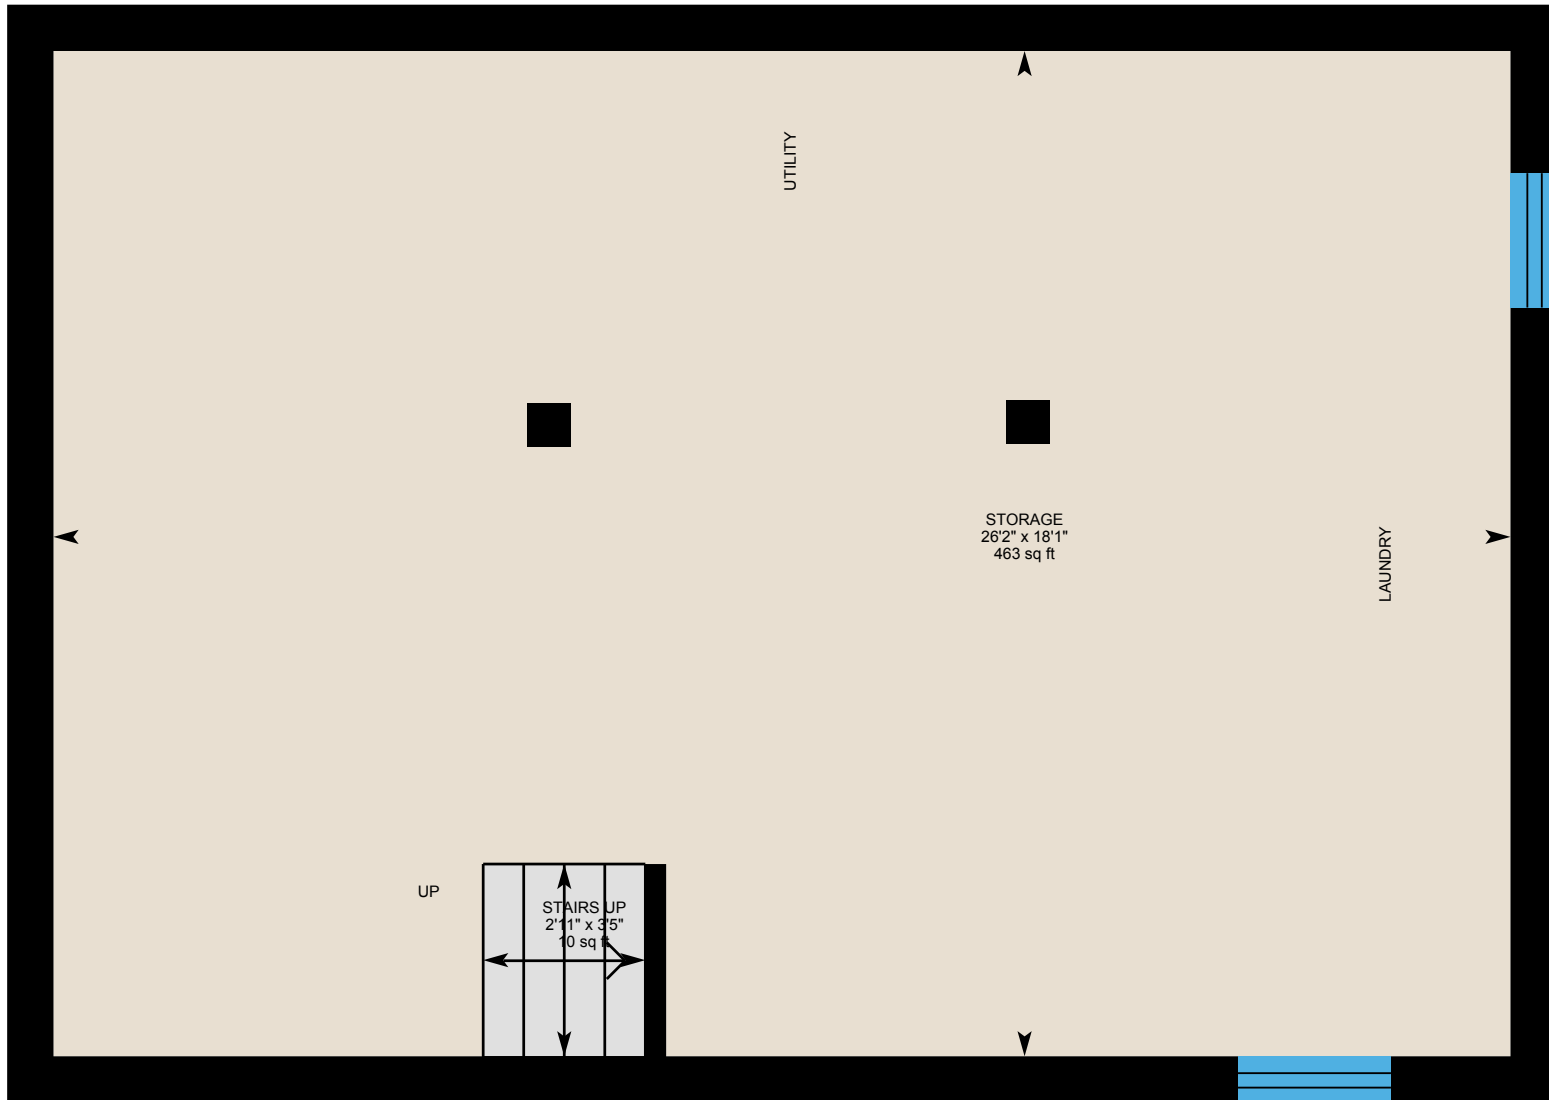 UTILITY
STORAGE
26'2" x 18'1"
463 sq ft
LAUNDRY
UP
STAIRS UP
2'11" x 3'5"
10 sq ft